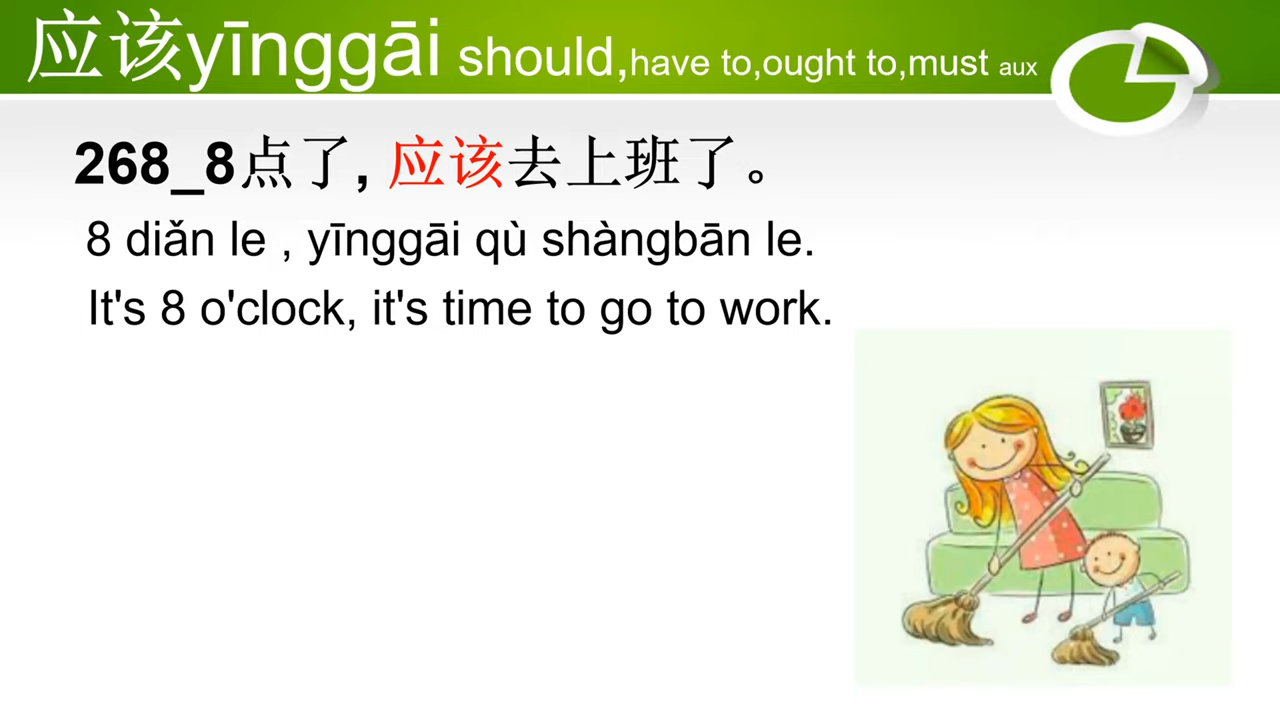 应该yīnggāi should,have to,ought to,must aux
268_8点了, 应该去上班了。
8 diǎn le , yīnggāi qù shàngbān le.
It's 8 o'clock, it's time to go to work.